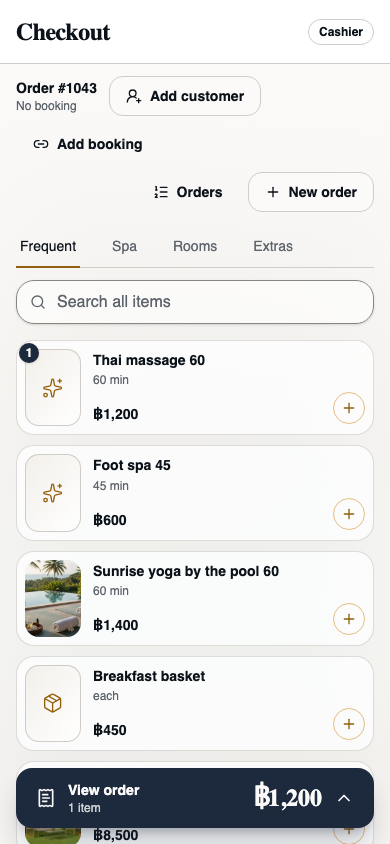 Checkout
Cashier
Order #1043
No booking
Add customer
Add booking
Orders
New order
Frequent
Spa
Rooms
Extras
Search all items
1
Thai massage 60
60 min
฿1,200
Foot spa 45
45 min
฿600
Sunrise yoga by the pool 60
60 min
฿1,400
Breakfast basket
each
฿450
View order
1 item
฿1,200
฿8,500